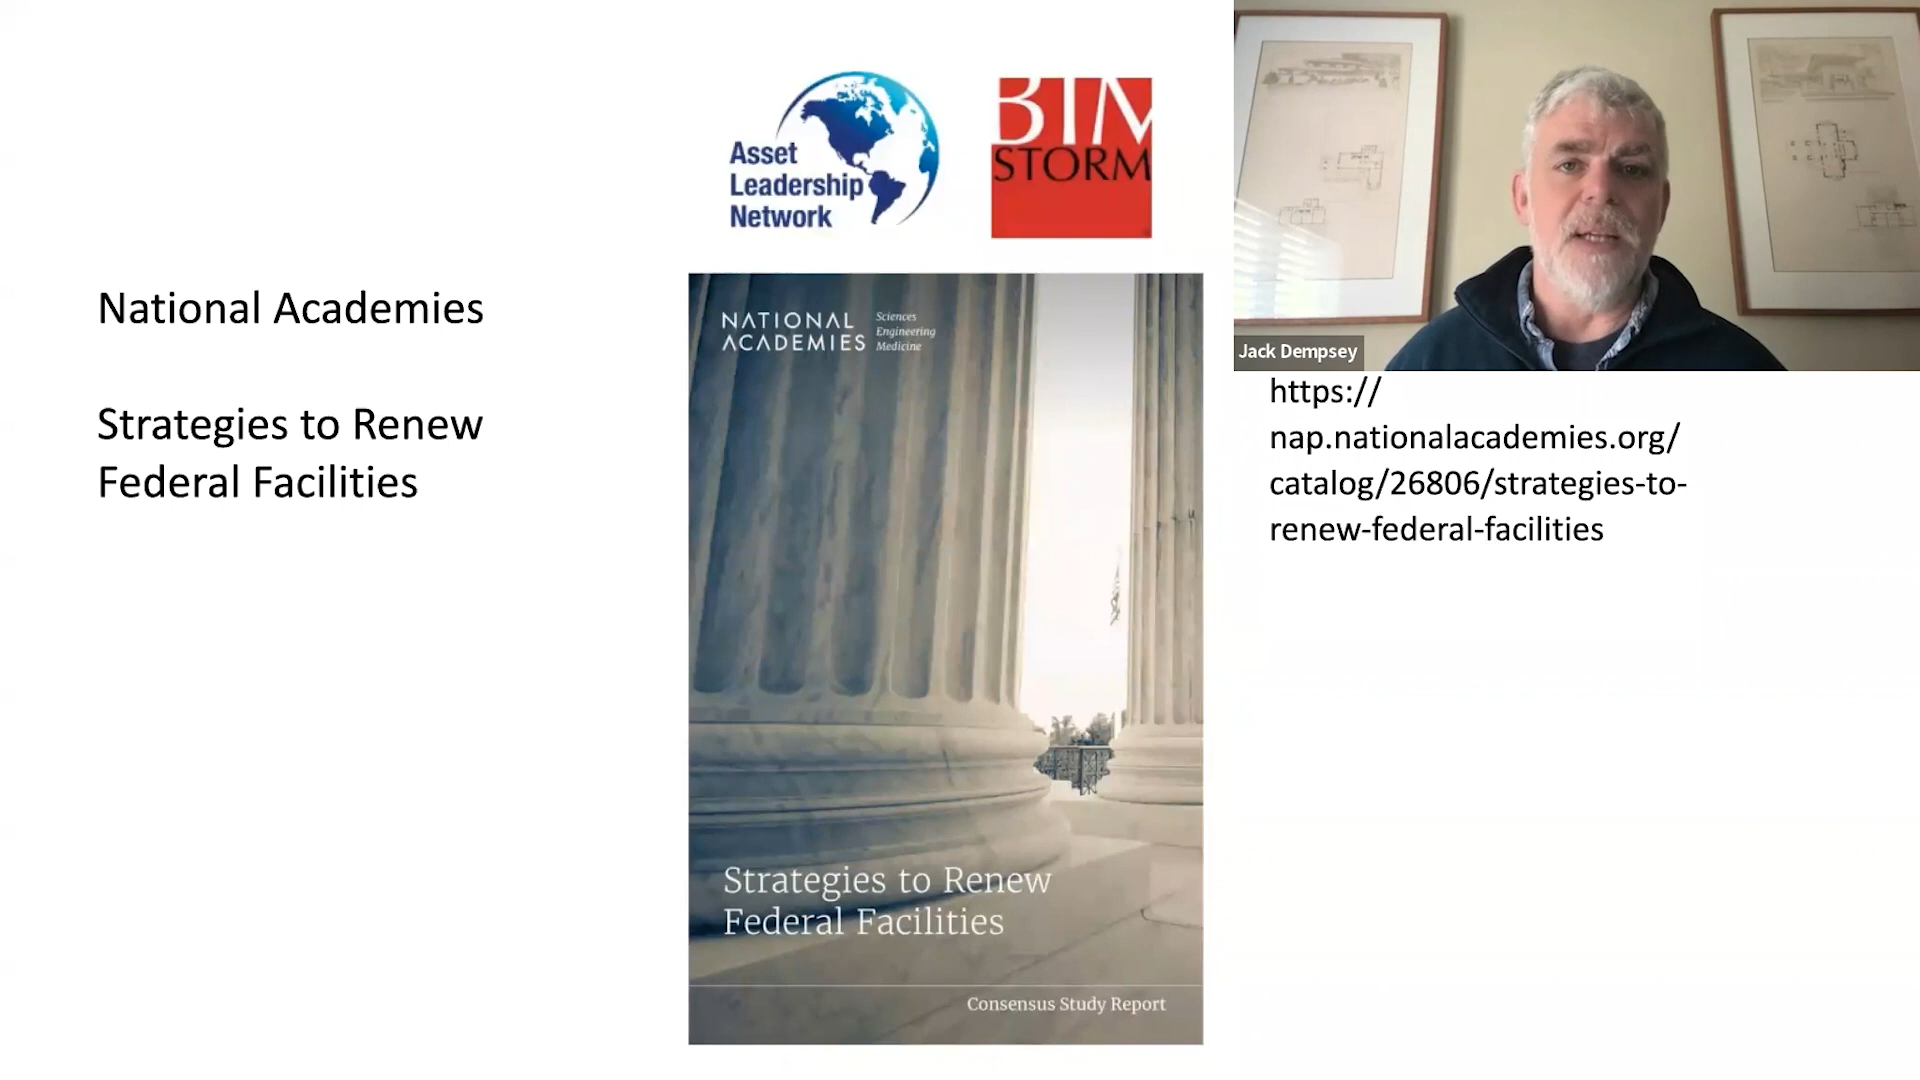 Asset
Leadership
Network
BIM
STORM
National Academies
Strategies to Renew
Federal Facilities
NATIONAL
ACADEMIES
Sciences
Engineering
Medicine
Strategies to Renew
Federal Facilities
Consensus Study Report
Jack Dempsey
https://
nap.nationalacademies.org/
catalog/26806/strategies-to-
renew-federal-facilities